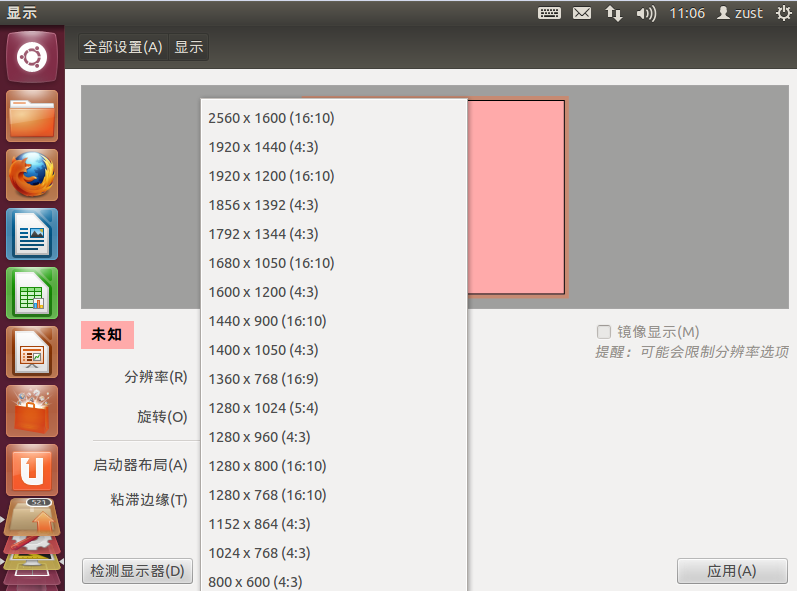 显示
11:06
zust
全部设置(A)
显示
2560 x 1600 (16:10)
1920 x 1440 (4:3)
1920 x 1200 (16:10)
1856 x 1392 (4:3)
1792 x 1344 (4:3)
1680 x 1050 (16:10)
1600 x 1200 (4:3)
1440 x 900 (16:10)
1400 x 1050 (4:3)
1360 x 768 (16:9)
1280 x 1024 (5:4)
1280 x 960 (4:3)
1280 x 800 (16:10)
1280 x 768 (16:10)
1152 x 864 (4:3)
1024 x 768 (4:3)
800 x 600 (4:3)
未知
镜像显示(M)
提醒：可能会限制分辨率选项
分辨率(R)
旋转(O)
启动器布局(A)
粘滞边缘(T)
521
检测显示器(D)
应用(A)